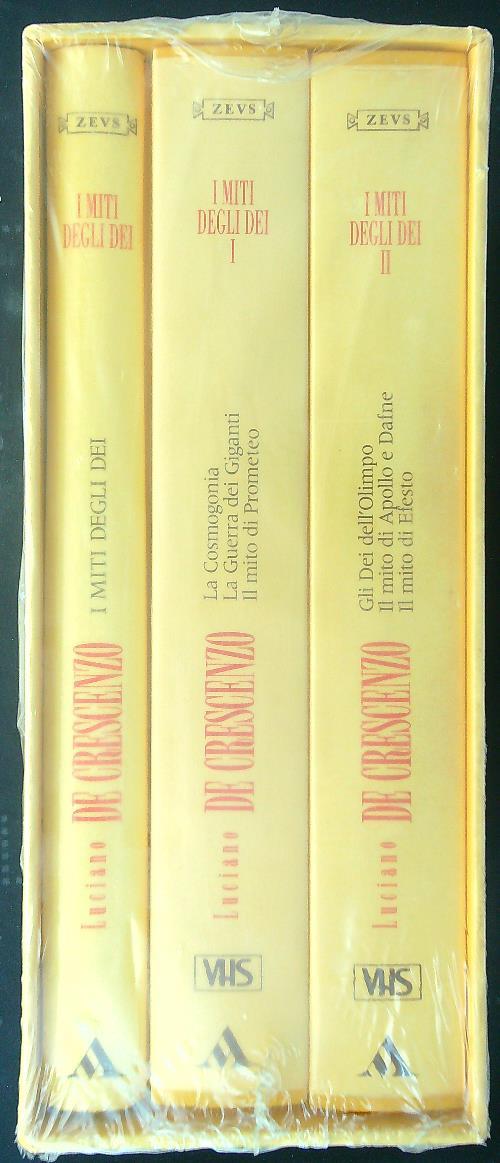 ZEVS
I MITI
DEGLI DEI
I MITI DEGLI DEI
Luciano DE CRESCENZO
ZEVS
I MITI
DEGLI DEI
I
La Cosmogonia
La Guerra dei Giganti
Il mito di Prometeo
Luciano DE CRESCENZO
VHS
ZEVS
I MITI
DEGLI DEI
II
Gli Dei dell'Olimpo
Il mito di Apollo e Dafne
Il mito di Efesto
Luciano DE CRESCENZO
VHS